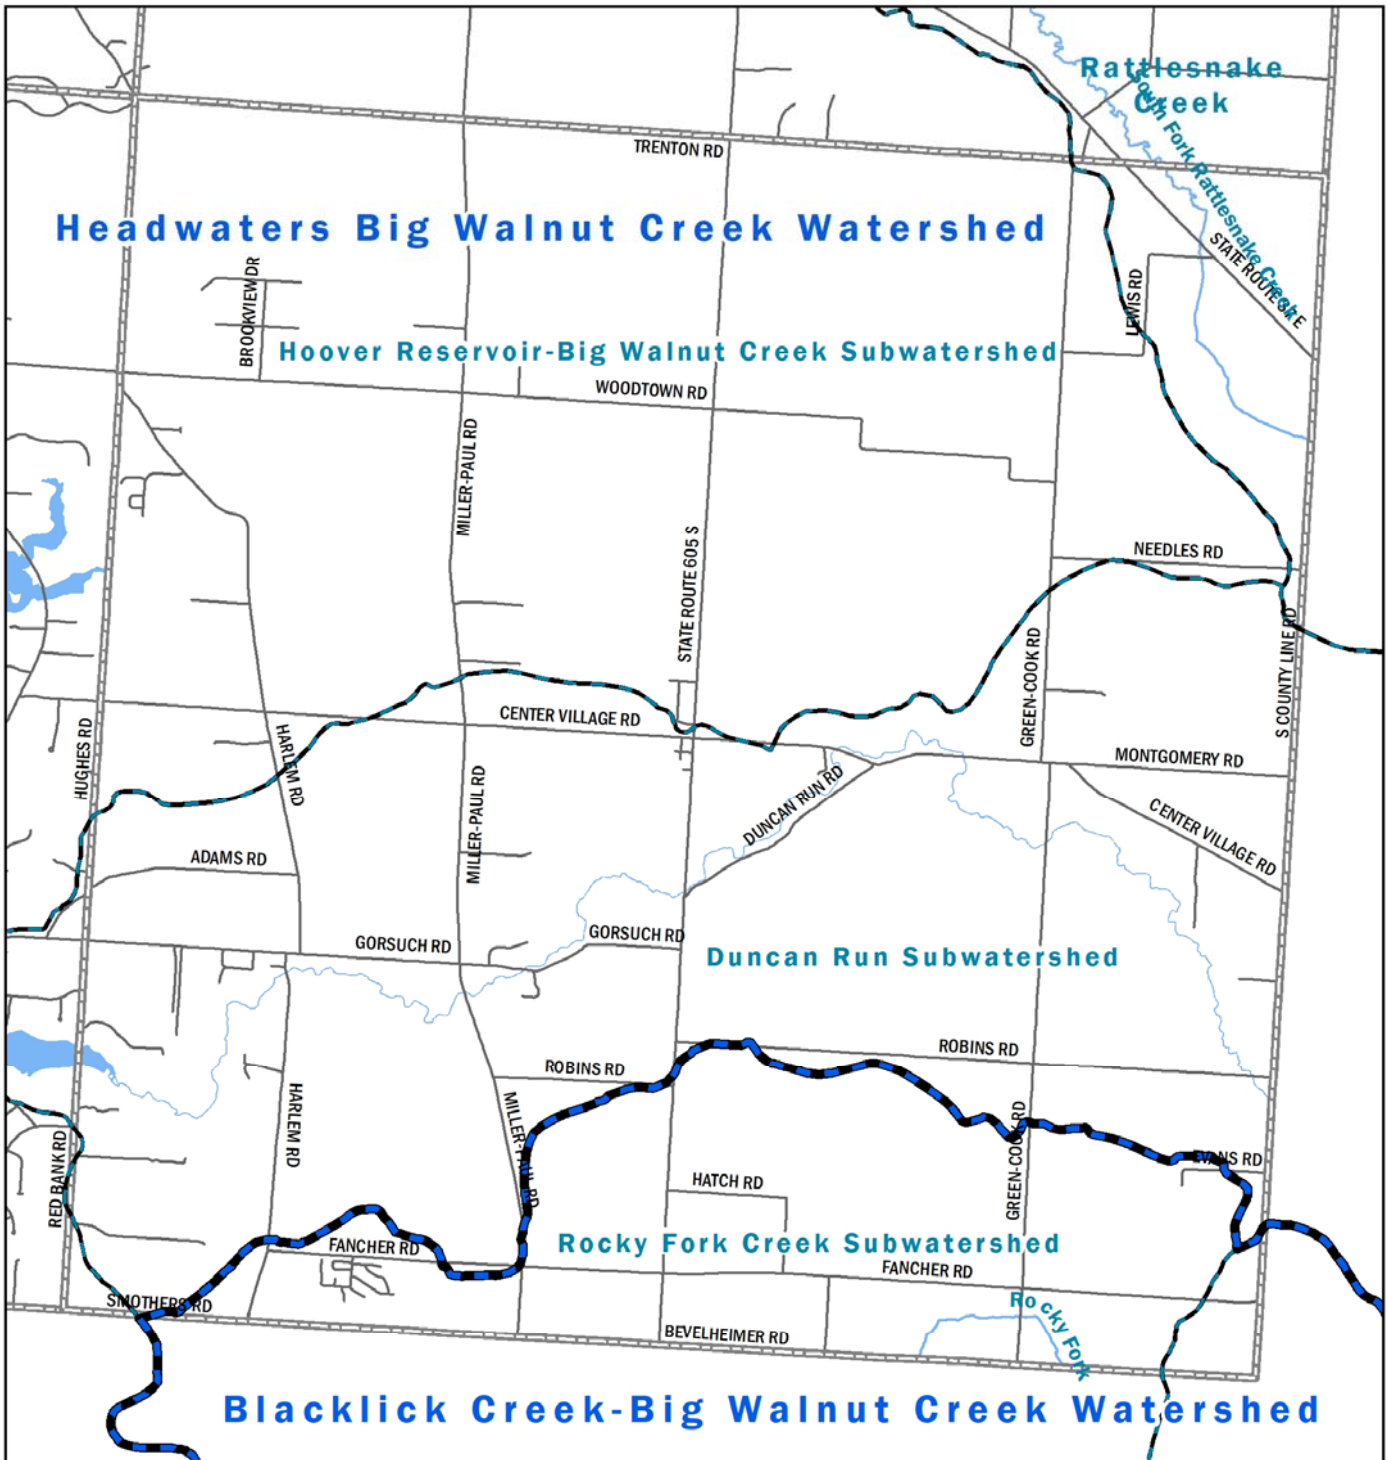 Rattlesnake
Creek
South Fork Rattlesnake Creek
TRENTON RD
Headwaters Big Walnut Creek Watershed
BROOKVIEW DR
LEWIS RD
Hoover Reservoir-Big Walnut Creek Subwatershed
WOODTOWN RD
MILLER-PAUL RD
STATE ROUTE 605 S
NEEDLES RD
GREEN-COOK RD
S COUNTY LINE RD
HUGHES RD
HARLEM RD
CENTER VILLAGE RD
MONTGOMERY RD
MILLER-PAUL RD
DUNCAN RUN RD
CENTER VILLAGE RD
ADAMS RD
GORSUCH RD
GORSUCH RD
Duncan Run Subwatershed
ROBINS RD
ROBINS RD
HARLEM RD
MILLER-PAUL RD
GREEN-COOK RD
EVANS RD
RED BANK RD
HATCH RD
FANCHER RD
Rocky Fork Creek Subwatershed
FANCHER RD
SMOTHERS RD
Rocky Fork
BEVELHEIMER RD
Blacklick Creek-Big Walnut Creek Watershed